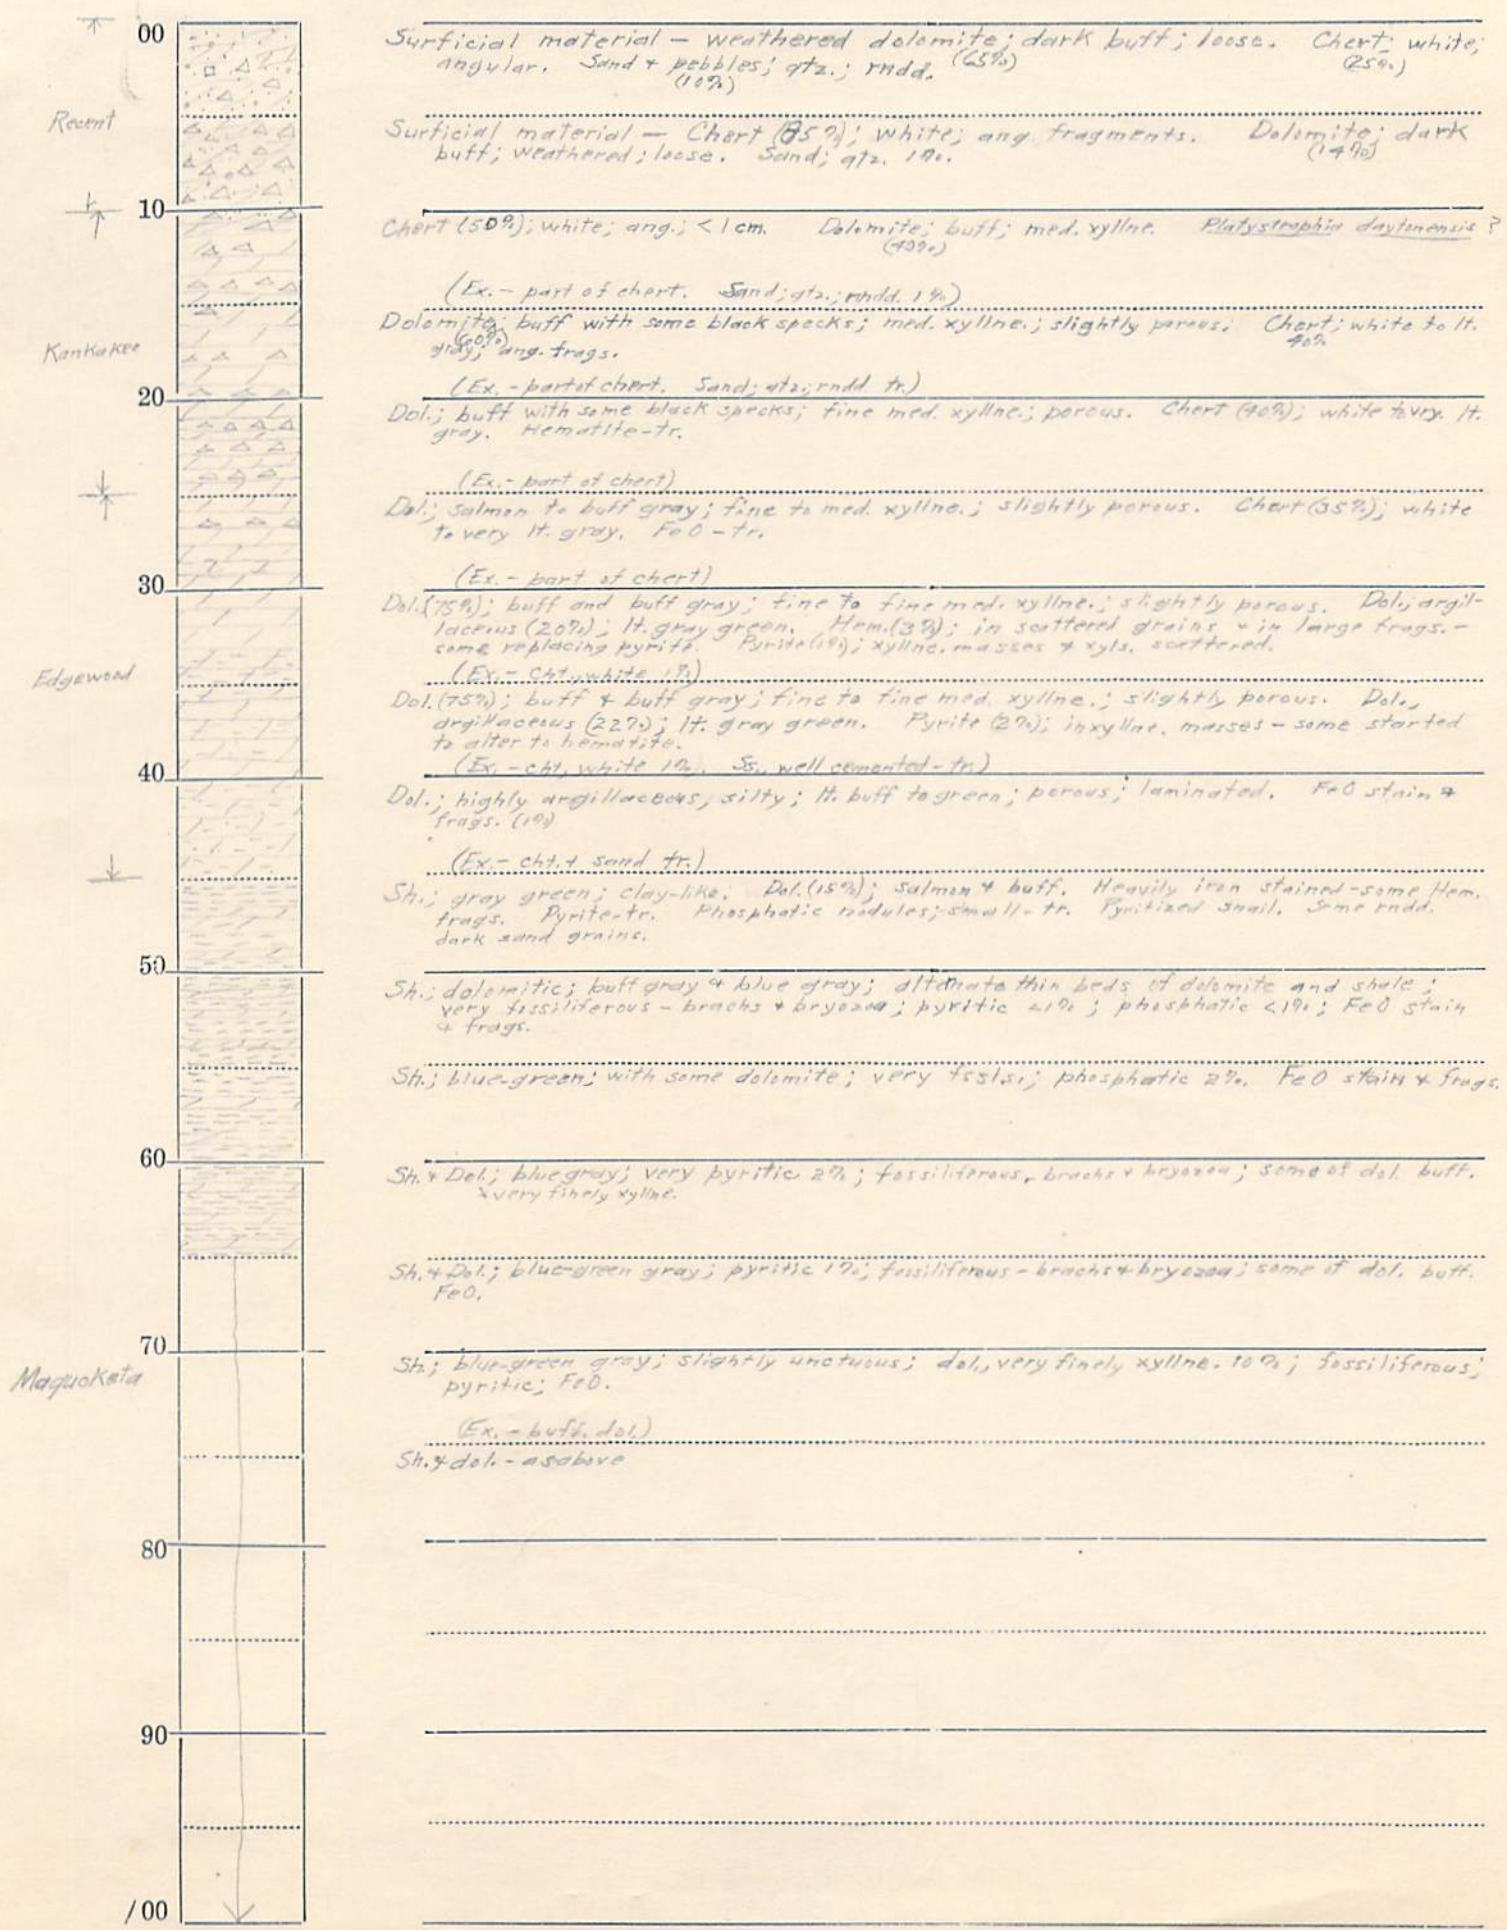 00
Surficial material — weathered dolomite; dark buff; loose. Chert; white;
(65%) (25%)
angular. Sand + pebbles; qtz.; rndd.
(10%)
Recent
Surficial material — Chert (85%); white; ang. fragments. Dolomite; dark
(14%)
buff; weathered; loose. Sand; qtz. 1%.
10
Chert (50%); white; ang.; < 1 cm. Dolomite; buff; med. xyllne. Platystrophia daytonensis ?
(49%)
(Ex. - part of chert. Sand; qtz.; rndd. 1%)
Kankakee
Dolomite; buff with some black specks; med. xyllne.; slightly porous. Chert; white to lt.
(60%) 40%
gray; ang. frags.
(Ex. - part of chert. Sand; qtz; rndd tr.)
20
Dol.; buff with some black specks; fine med. xyllne.; porous. Chert (40%); white to vry. lt.
gray. Hematite - tr.
(Ex. - part of chert)
Dol.; salmon to buff gray; fine to med. xyllne.; slightly porous. Chert (35%); white
to very lt. gray. FeO - tr.
(Ex. - part of chert)
30
Dol. (75%); buff and buff gray; fine to fine med. xyllne.; slightly porous. Dol.; argil-
laceous (20%); lt. gray green. Hem. (3%); in scattered grains + in large frags. -
some replacing pyrite. Pyrite (1%); xyllne. masses + xyls. scattered.
(Ex. - Cht., white 1%)
Edgewood
Dol. (75%); buff + buff gray; fine to fine med. xyllne.; slightly porous. Dol.,
argillaceous (22%); lt. gray green. Pyrite (2%); in xyllne. masses - some started
to alter to hematite.
(Ex. - cht, white 1%. Ss., well cemented - tr.)
40
Dol.; highly argillaceous, silty; lt. buff to green; porous; laminated. FeO stain +
frags. (1%)
(Ex. - cht. + sand tr.)
Sh.; gray green; clay-like. Dol. (15%); salmon + buff. Heavily iron stained - some Hem.
frags. Pyrite - tr. Phosphatic nodules; small - tr. Pyritized snail. Some rndd.
dark sand grains.
50
Sh.; dolomitic; buff gray + blue gray; alternate thin beds of dolomite and shale;
very fossiliferous - brachs + bryozoa; pyritic <1%; phosphatic <1%; FeO stain
+ frags.
Sh.; blue-green; with some dolomite; very fssls.; phosphatic 2%. FeO stain + frags.
60
Sh. + Dol.; blue gray; very pyritic 2%; fossiliferous, brachs + bryozoa; some of dol. buff.
+ very finely xyllne.
Sh. + Dol.; blue-green gray; pyritic 1%; fossiliferous - brachs + bryozoa; some of dol. buff.
FeO.
70
Maquoketa
Sh.; blue-green gray; slightly unctuous; dol., very finely xyllne. 10%; fossiliferous;
pyritic; FeO.
(Ex. - buff. dol.)
Sh. + dol. - as above
80
90
100